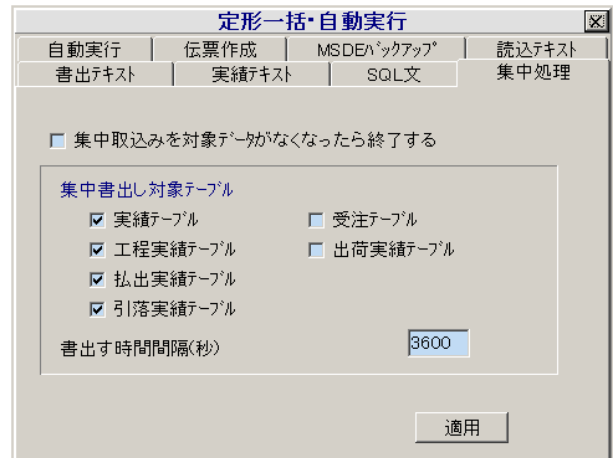 定形一括・自動実行
自動実行 伝票作成 MSDEバックアップ 読込テキスト
書出テキスト 実績テキスト SQL文 集中処理
集中取込みを対象データがなくなったら終了する
集中書出し対象テーブル
実績テーブル 受注テーブル
工程実績テーブル 出荷実績テーブル
払出実績テーブル
引落実績テーブル
書出す時間間隔(秒) 3600
適用